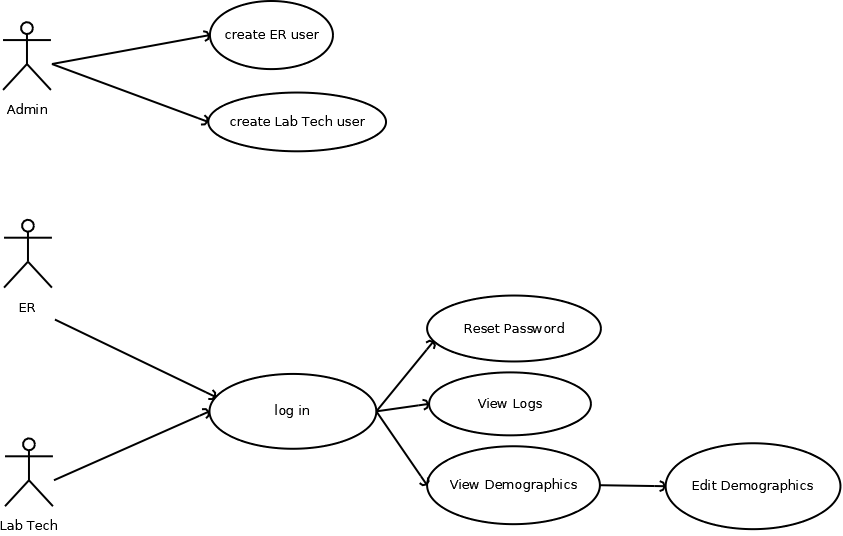 create ER user
Admin
create Lab Tech user
ER
Reset Password
log in
View Logs
View Demographics
Edit Demographics
Lab Tech